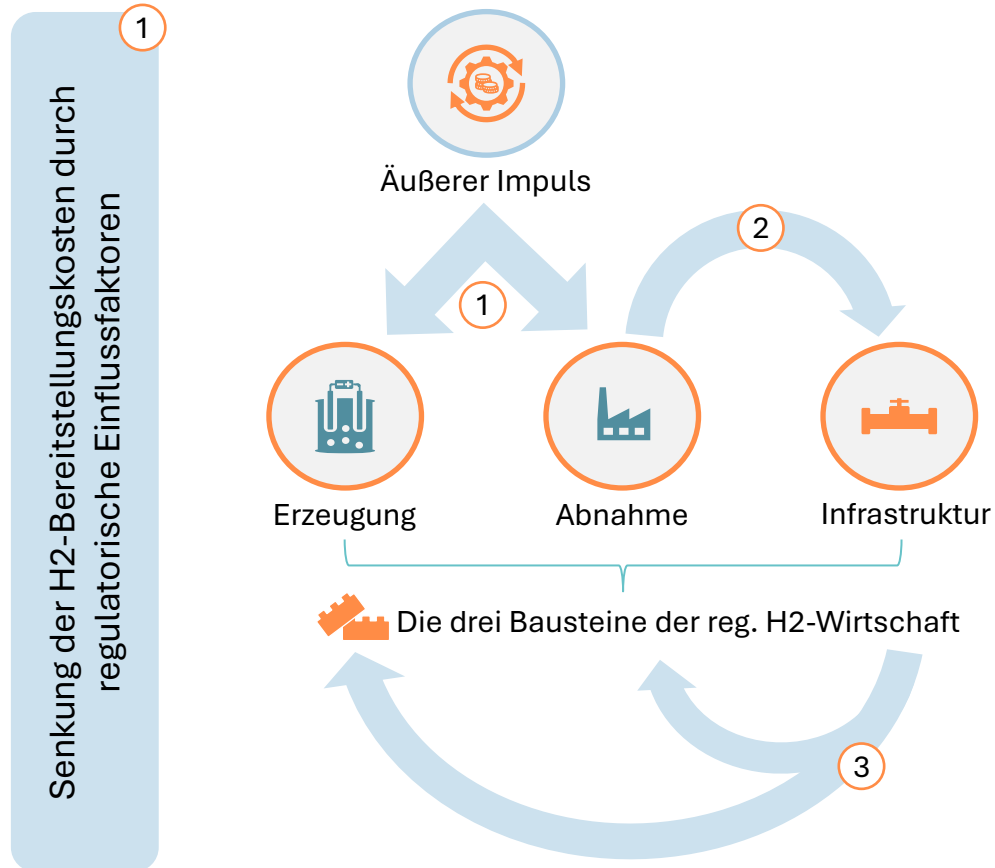 1
Senkung der H2-Bereitstellungskosten durch
regulatorische Einflussfaktoren
Äußerer Impuls
1
2
Erzeugung
Abnahme
Infrastruktur
Die drei Bausteine der reg. H2-Wirtschaft
3